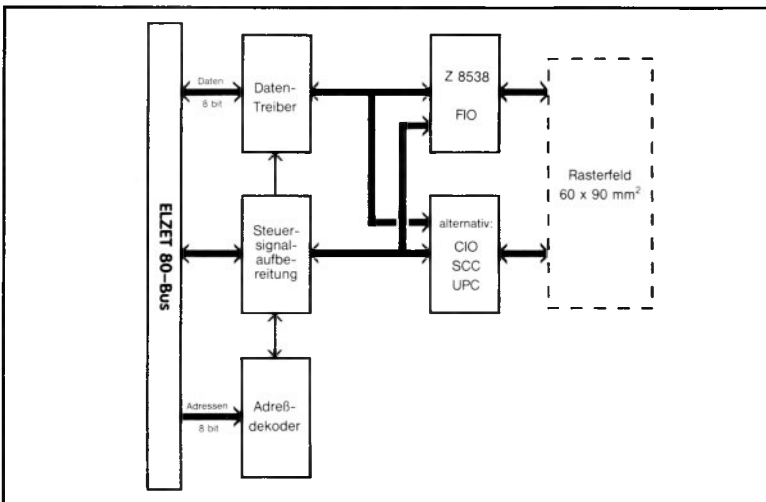 ELZET 80-Bus
Daten
8 bit
Daten-
Treiber
Z 8538
FIO
Rasterfeld
60 x 90 mm²
Steuer-
signal-
aufbe-
reitung
alternativ:
CIO
SCC
UPC
Adressen
8 bit
Adreß-
dekoder